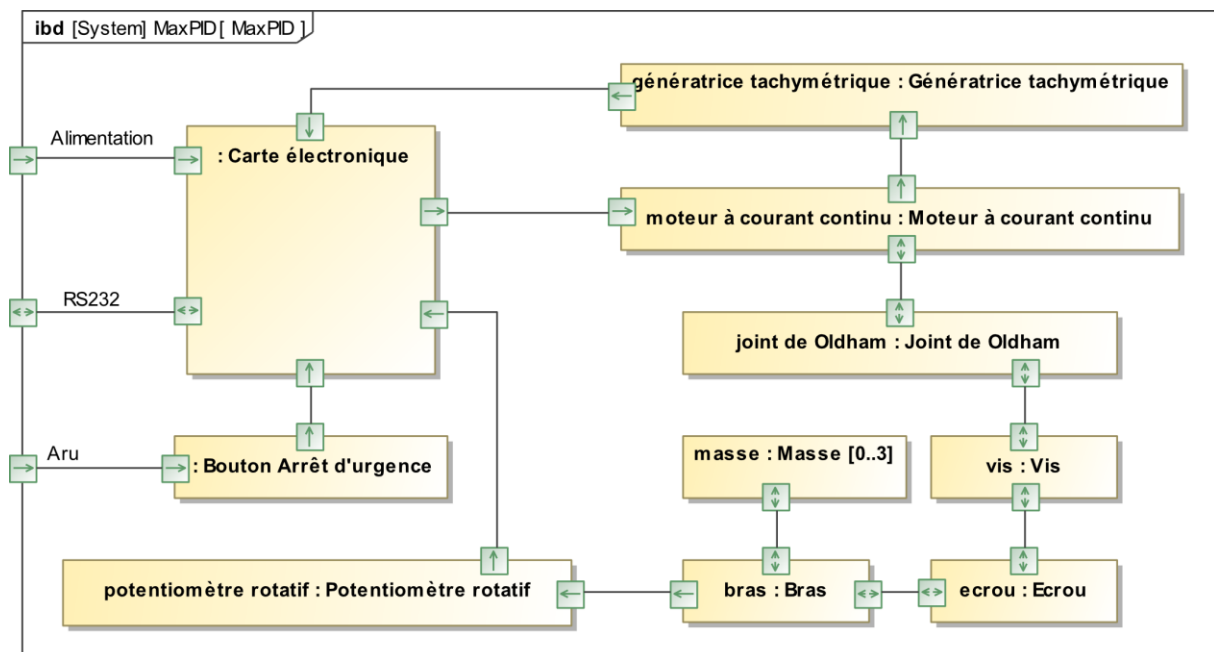 ibd [System] MaxPID[ MaxPID ]
génératrice tachymétrique : Génératrice tachymétrique
Alimentation
: Carte électronique
moteur à courant continu : Moteur à courant continu
RS232
joint de Oldham : Joint de Oldham
Aru
: Bouton Arrêt d'urgence
masse : Masse [0..3]
vis : Vis
potentiomètre rotatif : Potentiomètre rotatif
bras : Bras
ecrou : Ecrou